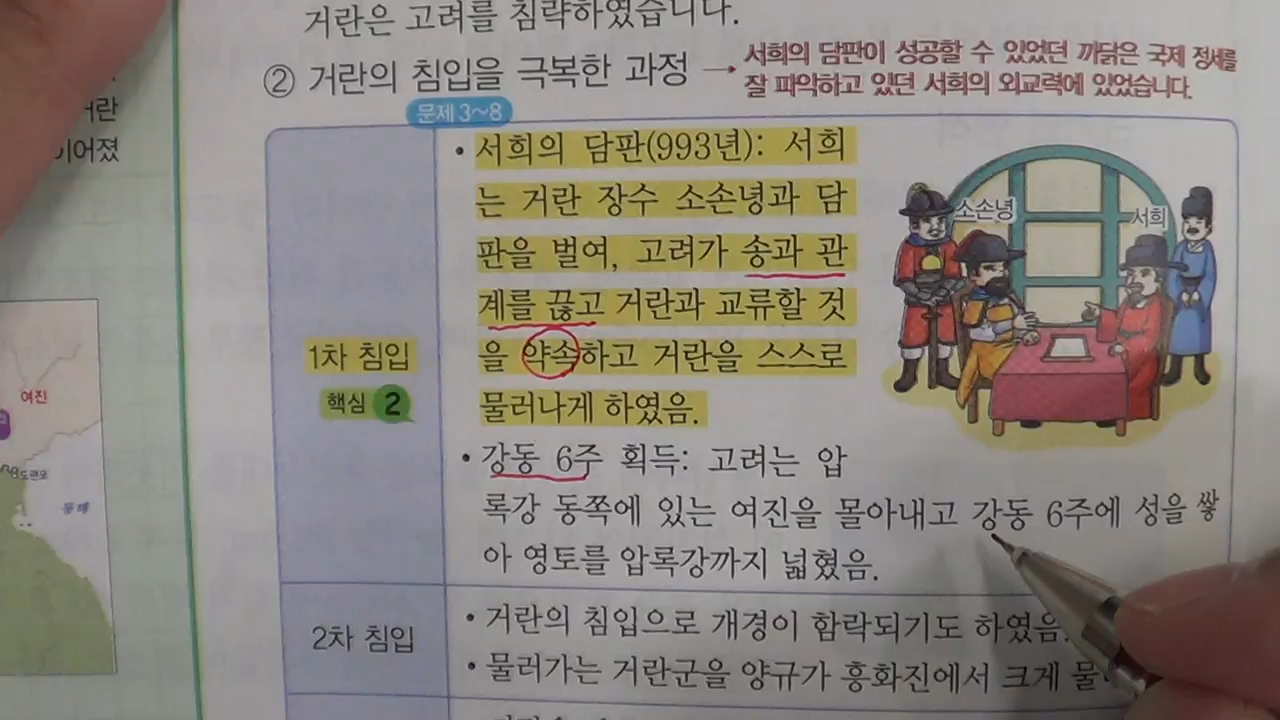 거란은 고려를 침략하였습니다.
② 거란의 침입을 극복한 과정 → 서희의 담판이 성공할 수 있었던 까닭은 국제 정세를
잘 파악하고 있던 서희의 외교력에 있었습니다.
문제 3~8
1차 침입
핵심 2
• 서희의 담판(993년): 서희
는 거란 장수 소손녕과 담
판을 벌여, 고려가 송과 관
계를 끊고 거란과 교류할 것
을 약속하고 거란을 스스로
물러나게 하였음.
• 강동 6주 획득: 고려는 압
록강 동쪽에 있는 여진을 몰아내고 강동 6주에 성을 쌓
아 영토를 압록강까지 넓혔음.
소손녕
서희
2차 침입
• 거란의 침입으로 개경이 함락되기도 하였음.
• 물러가는 거란군을 양규가 흥화진에서 크게 물
거란
이어졌
여진
도련포
동해